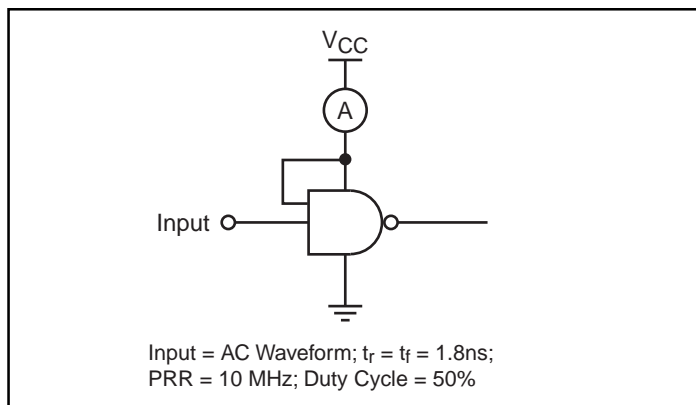 VCC
A
Input
Input = AC Waveform; tr = tf = 1.8ns;
PRR = 10 MHz; Duty Cycle = 50%